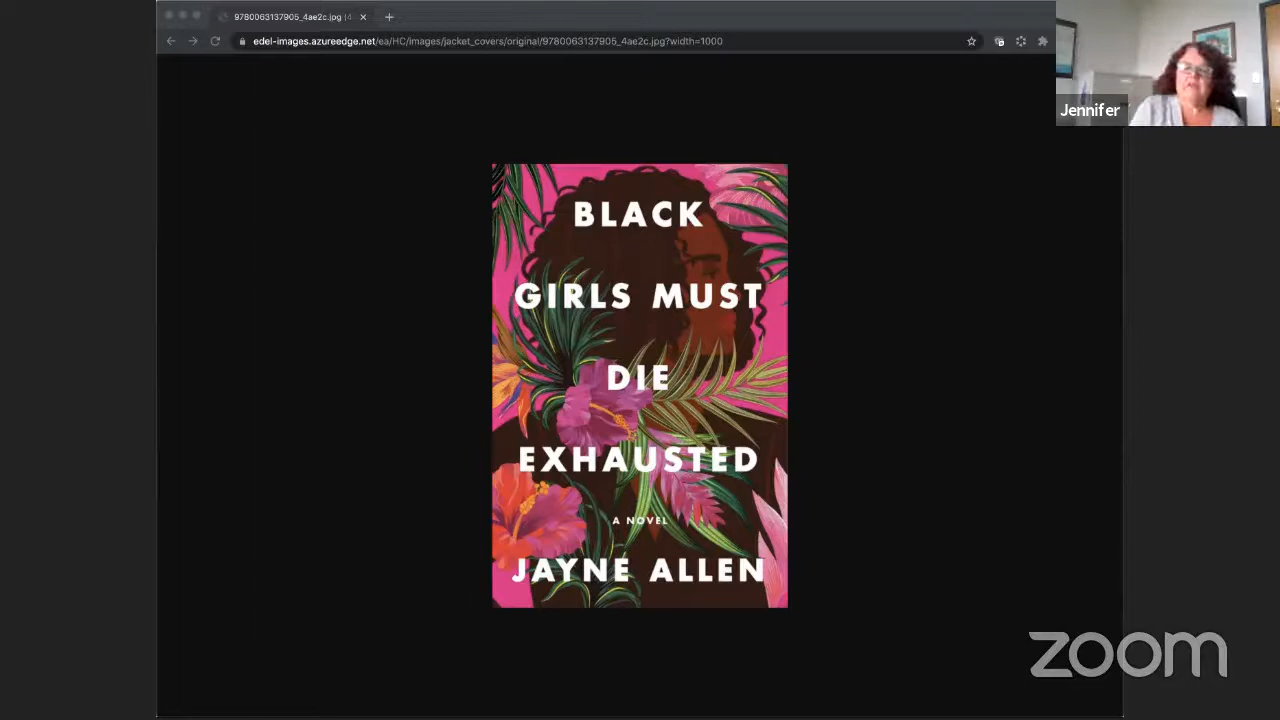 9780063137905_4ae2c.jpg (4
edel-images.azureedge.net/ea/HC/images/jacket_covers/original/9780063137905_4ae2c.jpg?width=1000
Jennifer
BLACK
GIRLS MUST
DIE
EXHAUSTED
A NOVEL
JAYNE ALLEN
zoom